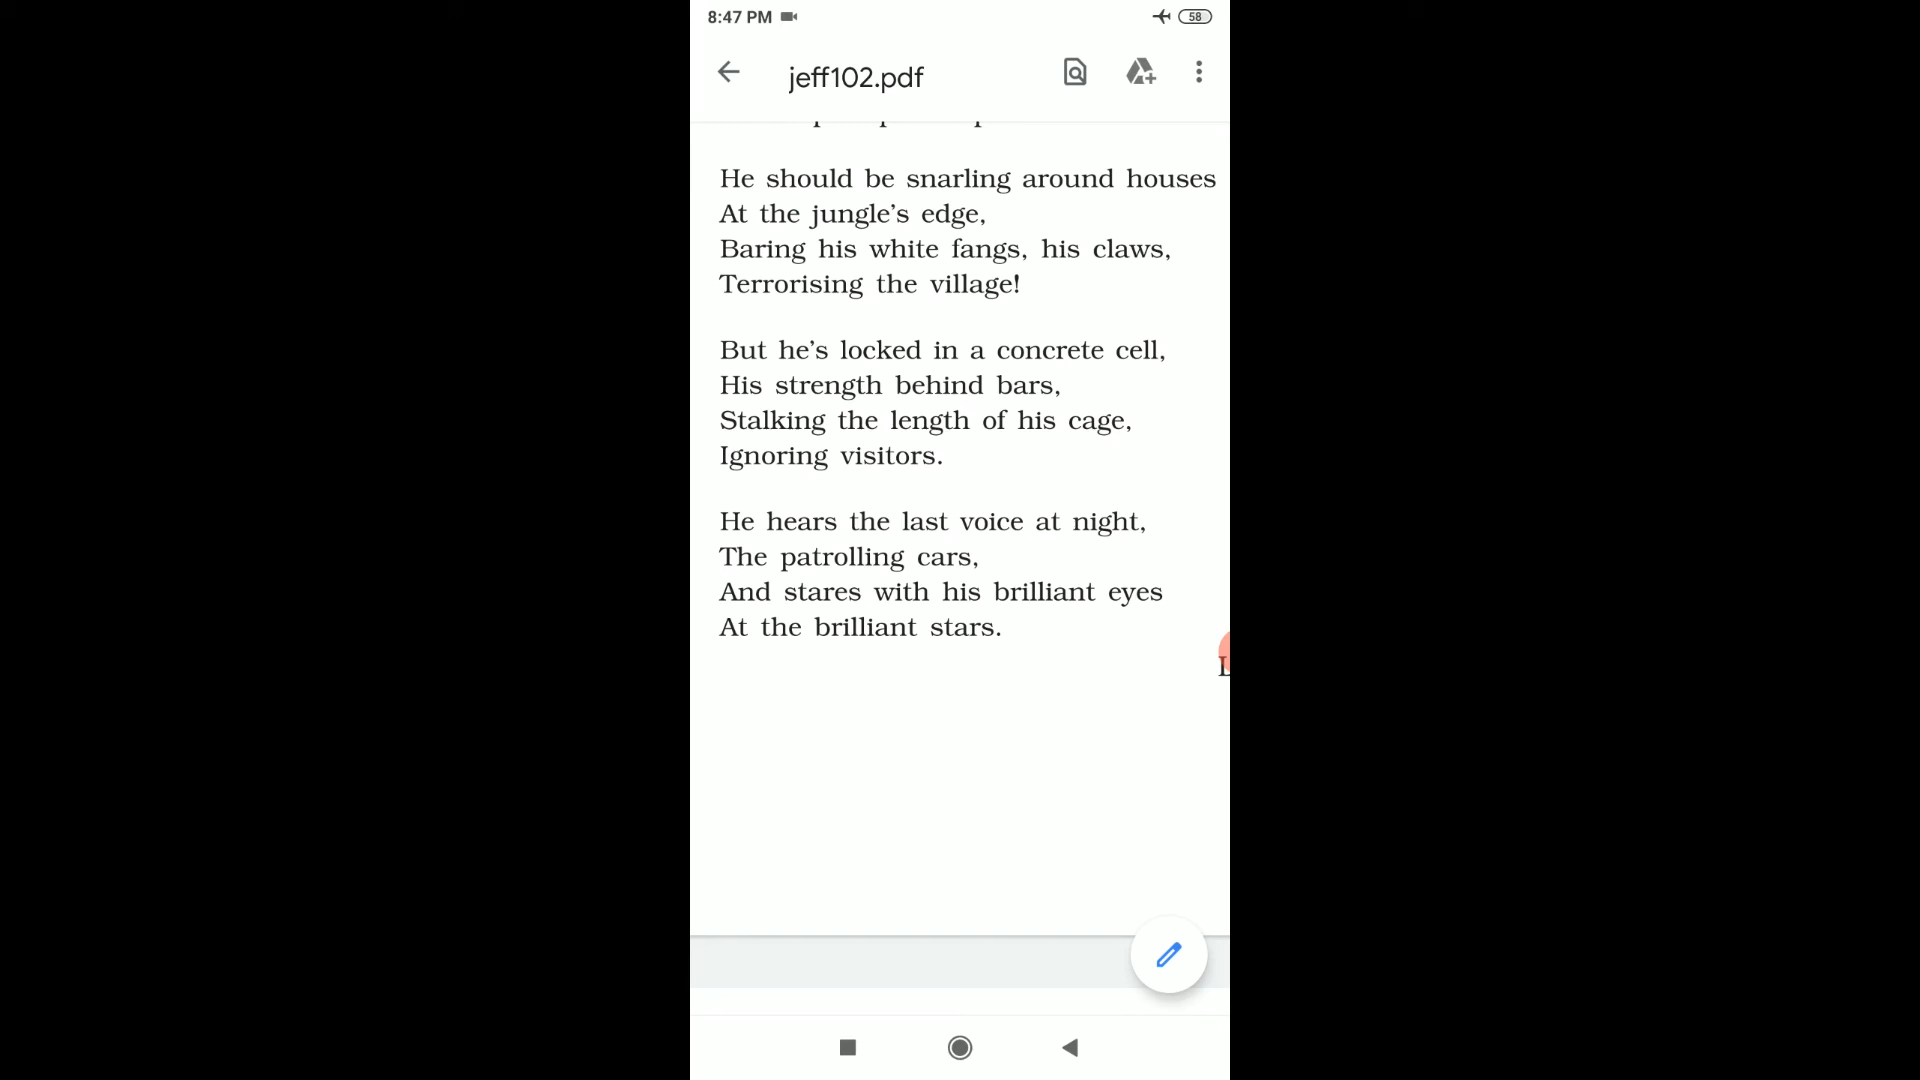 8:47 PM
58
jeff102.pdf
He should be snarling around houses
At the jungle's edge,
Baring his white fangs, his claws,
Terrorising the village!
But he's locked in a concrete cell,
His strength behind bars,
Stalking the length of his cage,
Ignoring visitors.
He hears the last voice at night,
The patrolling cars,
And stares with his brilliant eyes
At the brilliant stars.